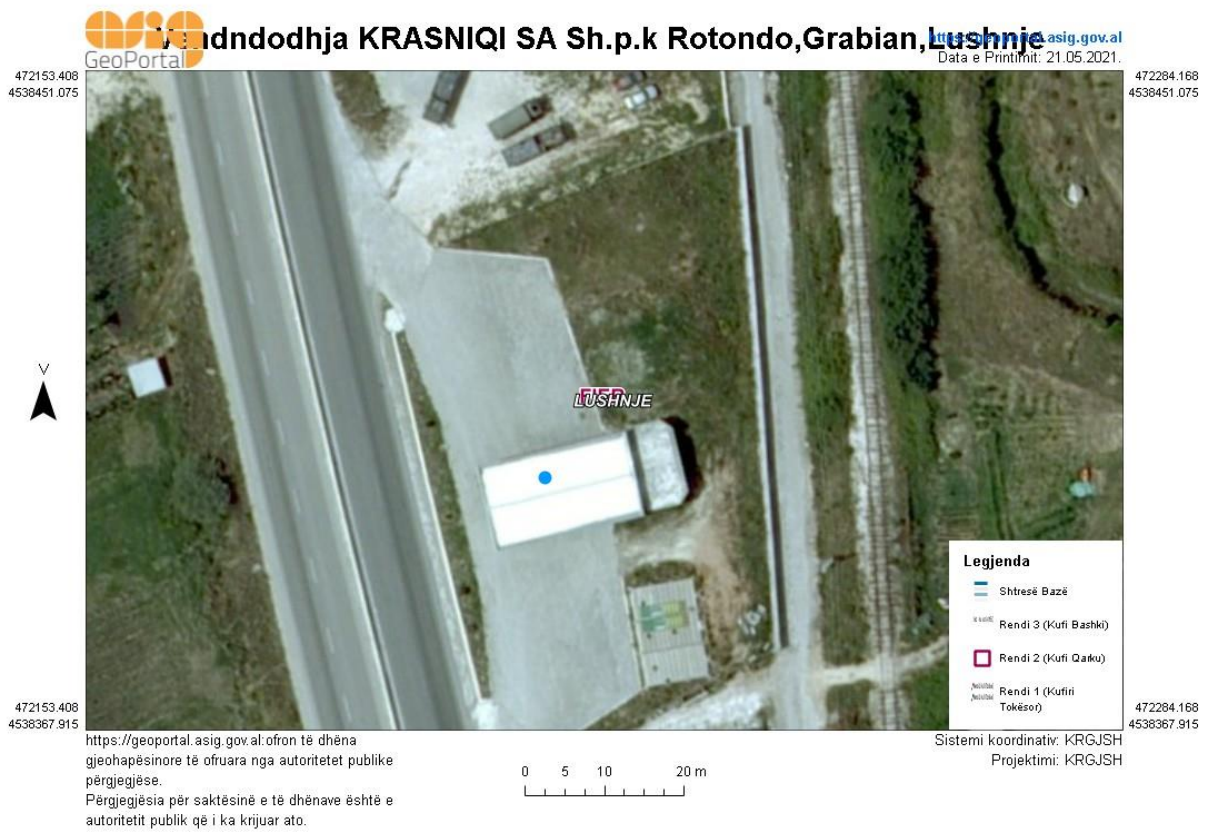 asig
GeoPortal
Vendndodhja KRASNIQI SA Sh.p.k Rotondo,Grabian,Lushnje
https://geoportal.asig.gov.al
Data e Printimit: 21.05.2021.
472153.408
4538451.075
472284.168
4538451.075
V
FIER
LUSHNJE
Legjenda
Shtresë Bazë
Rendi 3 (Kufi Bashki)
Rendi 2 (Kufi Qarku)
Rendi 1 (Kufiri
Tokësor)
472153.408
4538367.915
472284.168
4538367.915
https://geoportal.asig.gov.al:ofron të dhëna
gjeohapësinore të ofruara nga autoritetet publike
përgjegjëse.
Përgjegjësia për saktësinë e të dhënave është e
autoritetit publik që i ka krijuar ato.
0 5 10 20 m
Sistemi koordinativ: KRGJSH
Projektimi: KRGJSH